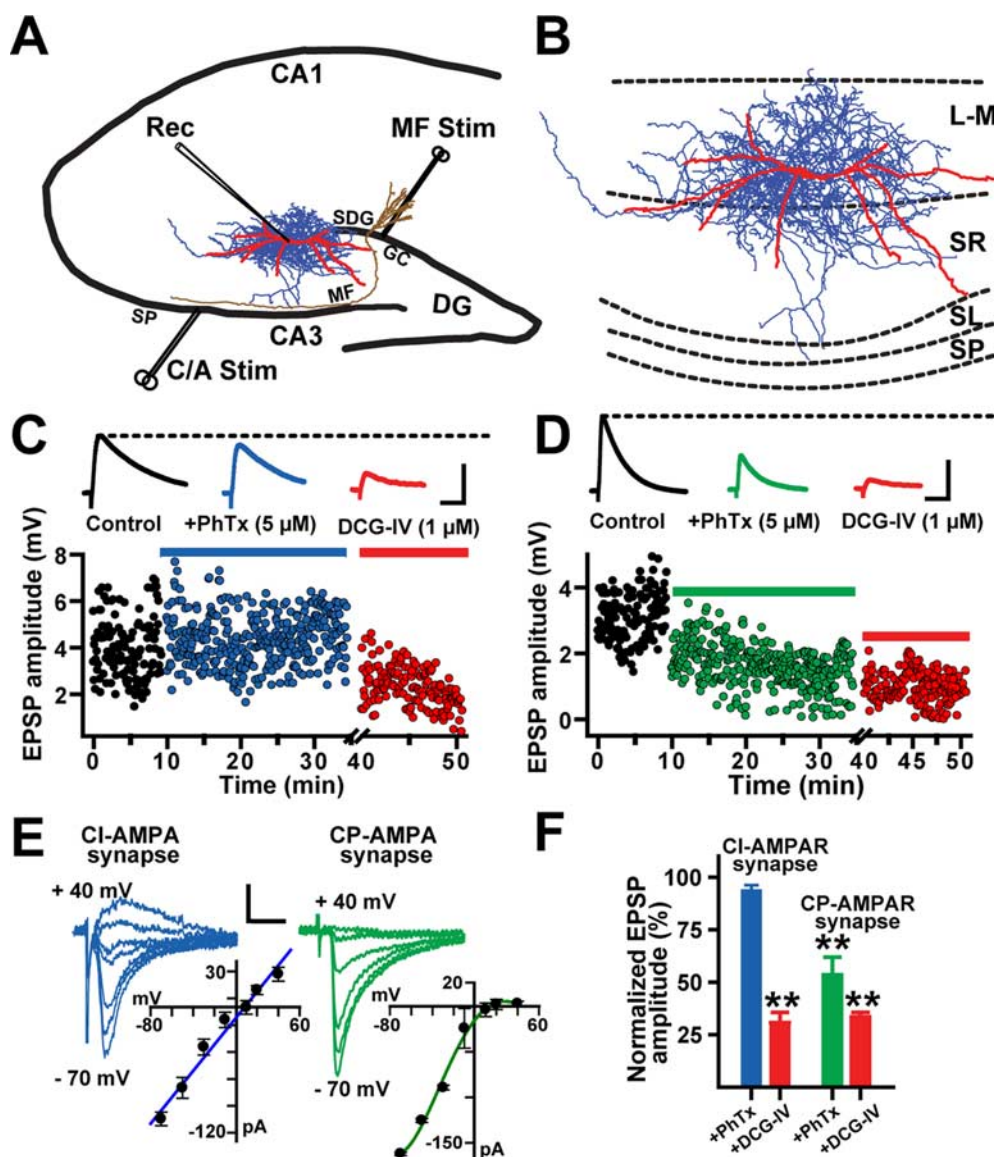 A
CA1
Rec
MF Stim
SDG
GC
MF
DG
SP
CA3
C/A Stim
B
L-M
SR
SL
SP
C
Control
+PhTx (5 µM)
DCG-IV (1 µM)
EPSP amplitude (mV)
8
6
4
2
0 10 20 30 40 50
Time (min)
D
Control
+PhTx (5 µM)
DCG-IV (1 µM)
EPSP amplitude (mV)
4
2
0
0 10 20 30 40 45 50
Time (min)
E
CI-AMPA
synapse
+ 40 mV
- 70 mV
30
mV
-80
60
-120
pA
CP-AMPA
synapse
+ 40 mV
- 70 mV
20
mV
-80
60
-150
pA
F
CI-AMPAR
synapse
CP-AMPAR
synapse
Normalized EPSP
amplitude (%)
100
75
50
25
**
**
**
+PhTx
+DCG-IV
+PhTx
+DCG-IV